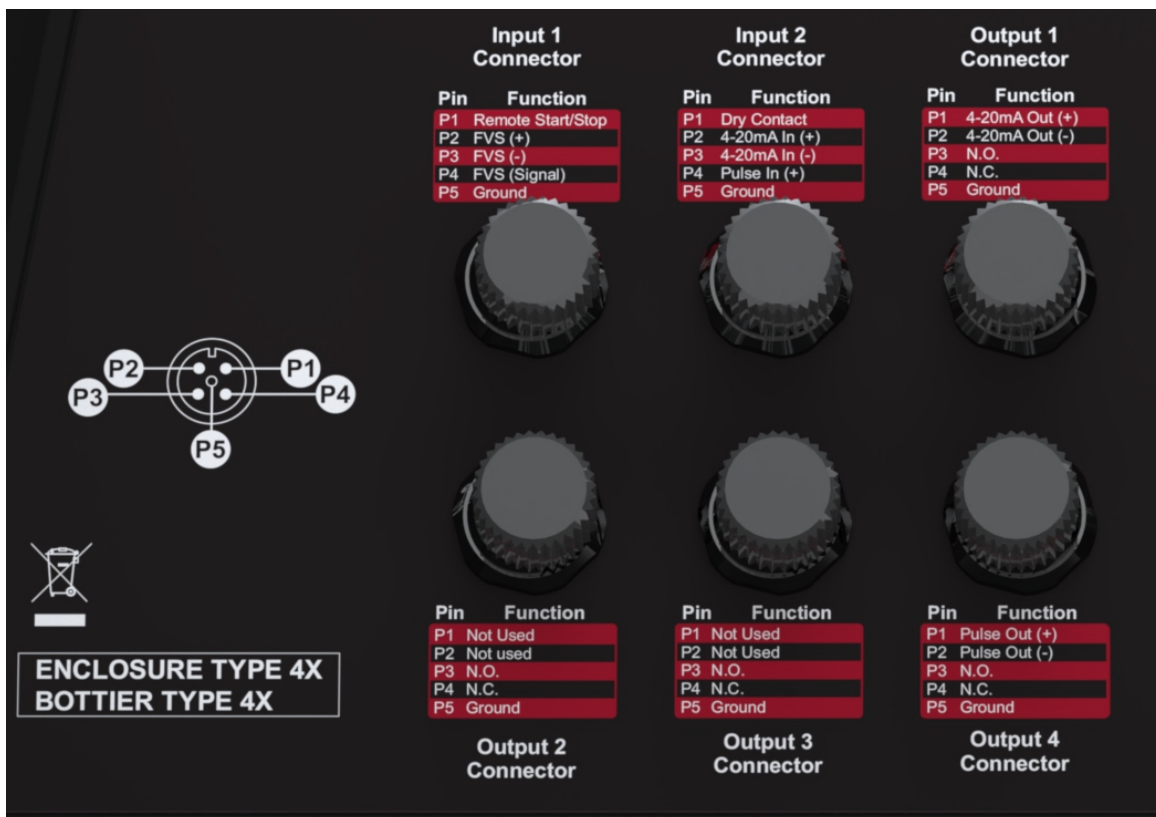 Input 1
Connector
Pin Function
P1 Remote Start/Stop
P2 FVS (+)
P3 FVS (-)
P4 FVS (Signal)
P5 Ground
Input 2
Connector
Pin Function
P1 Dry Contact
P2 4-20mA In (+)
P3 4-20mA In (-)
P4 Pulse In (+)
P5 Ground
Output 1
Connector
Pin Function
P1 4-20mA Out (+)
P2 4-20mA Out (-)
P3 N.O.
P4 N.C.
P5 Ground
P2
P1
P3
P4
P5
ENCLOSURE TYPE 4X
BOTTIER TYPE 4X
Pin Function
P1 Not Used
P2 Not used
P3 N.O.
P4 N.C.
P5 Ground
Output 2
Connector
Pin Function
P1 Not Used
P2 Not Used
P3 N.O.
P4 N.C.
P5 Ground
Output 3
Connector
Pin Function
P1 Pulse Out (+)
P2 Pulse Out (-)
P3 N.O.
P4 N.C.
P5 Ground
Output 4
Connector